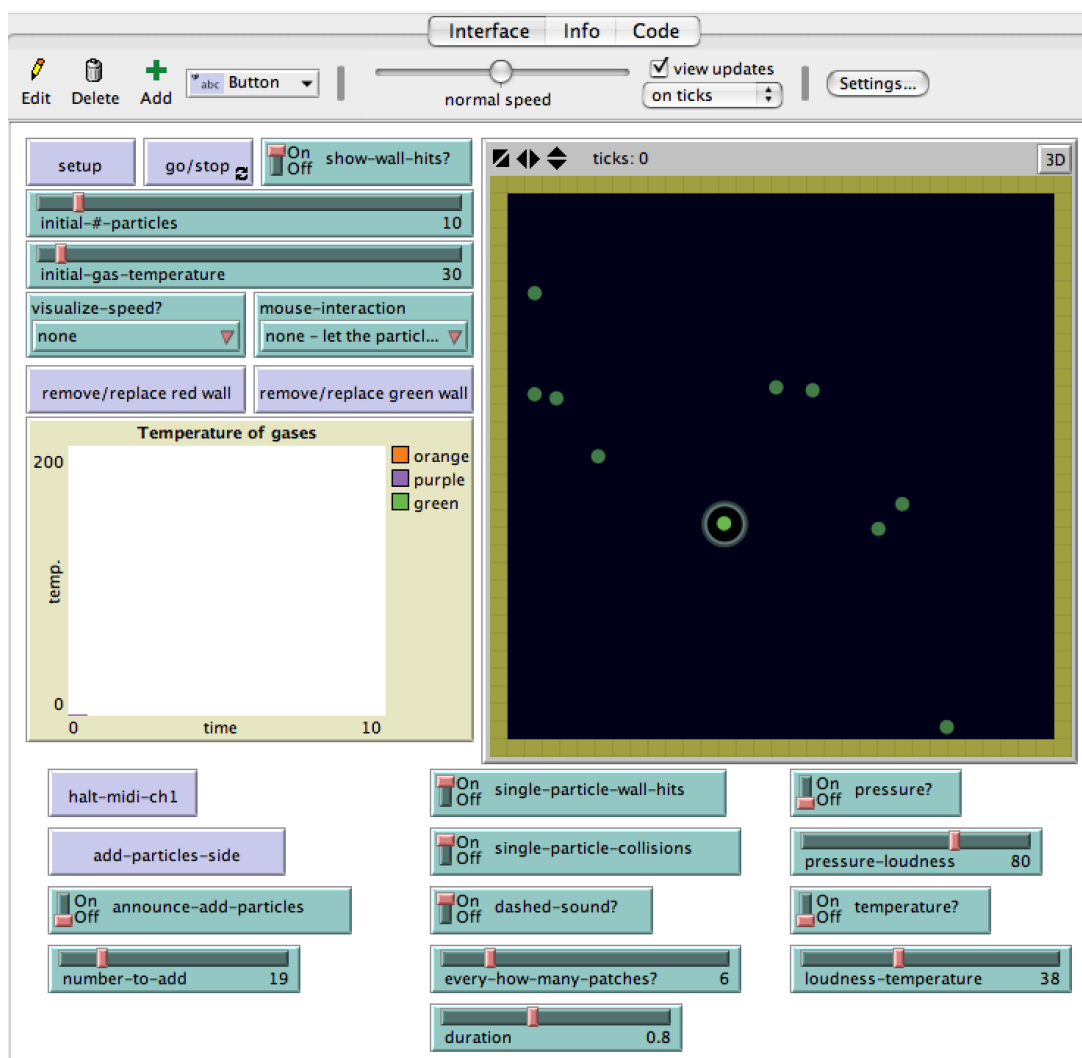 Interface Info Code
Edit Delete Add abc Button normal speed view updates on ticks Settings...
setup go/stop On Off show-wall-hits?
initial-#-particles 10
initial-gas-temperature 30
visualize-speed? mouse-interaction
none none – let the particl...
remove/replace red wall remove/replace green wall
Temperature of gases
200
temp.
0
0 time 10
orange
purple
green
ticks: 0 3D
halt-midi-ch1
add-particles-side
On Off announce-add-particles
number-to-add 19
On Off single-particle-wall-hits
On Off single-particle-collisions
On Off dashed-sound?
every-how-many-patches? 6
duration 0.8
On Off pressure?
pressure-loudness 80
On Off temperature?
loudness-temperature 38